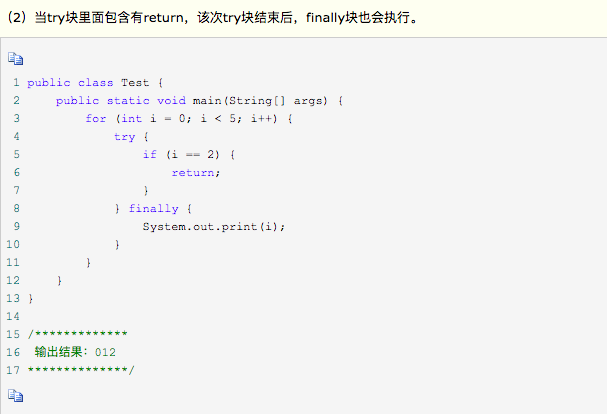 （2）当try块里面包含有return，该次try块结束后，finally块也会执行。
1 public class Test {
2     public static void main(String[] args) {
3         for (int i = 0; i < 5; i++) {
4             try {
5                 if (i == 2) {
6                     return;
7                 }
8             } finally {
9                 System.out.print(i);
10             }
11         }
12     }
13 }
14
15 /*************
16  输出结果：012
17 **************/